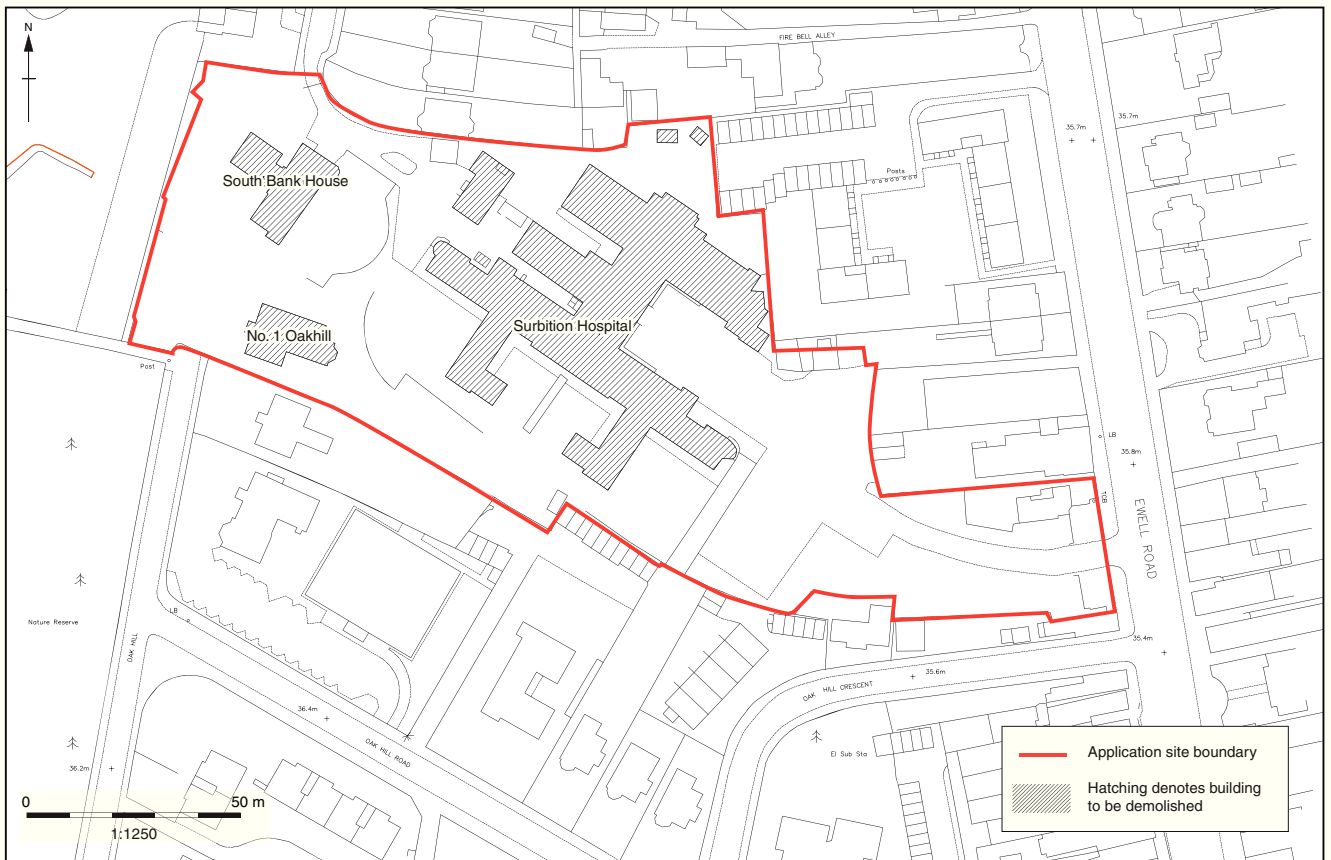 N
FIRE BELL ALLEY
35.7m
35.7m
Posts
South Bank House
No. 1 Oakhill
Surbition Hospital
Post
LB
35.8m
TCB
EWELL ROAD
Nature Reserve
LB
OAK HILL
35.4m
35.6m
OAK HILL CRESCENT
36.4m
OAK HILL ROAD
El Sub Sta
36.2m
0 50 m
1:1250
Application site boundary
Hatching denotes building
to be demolished